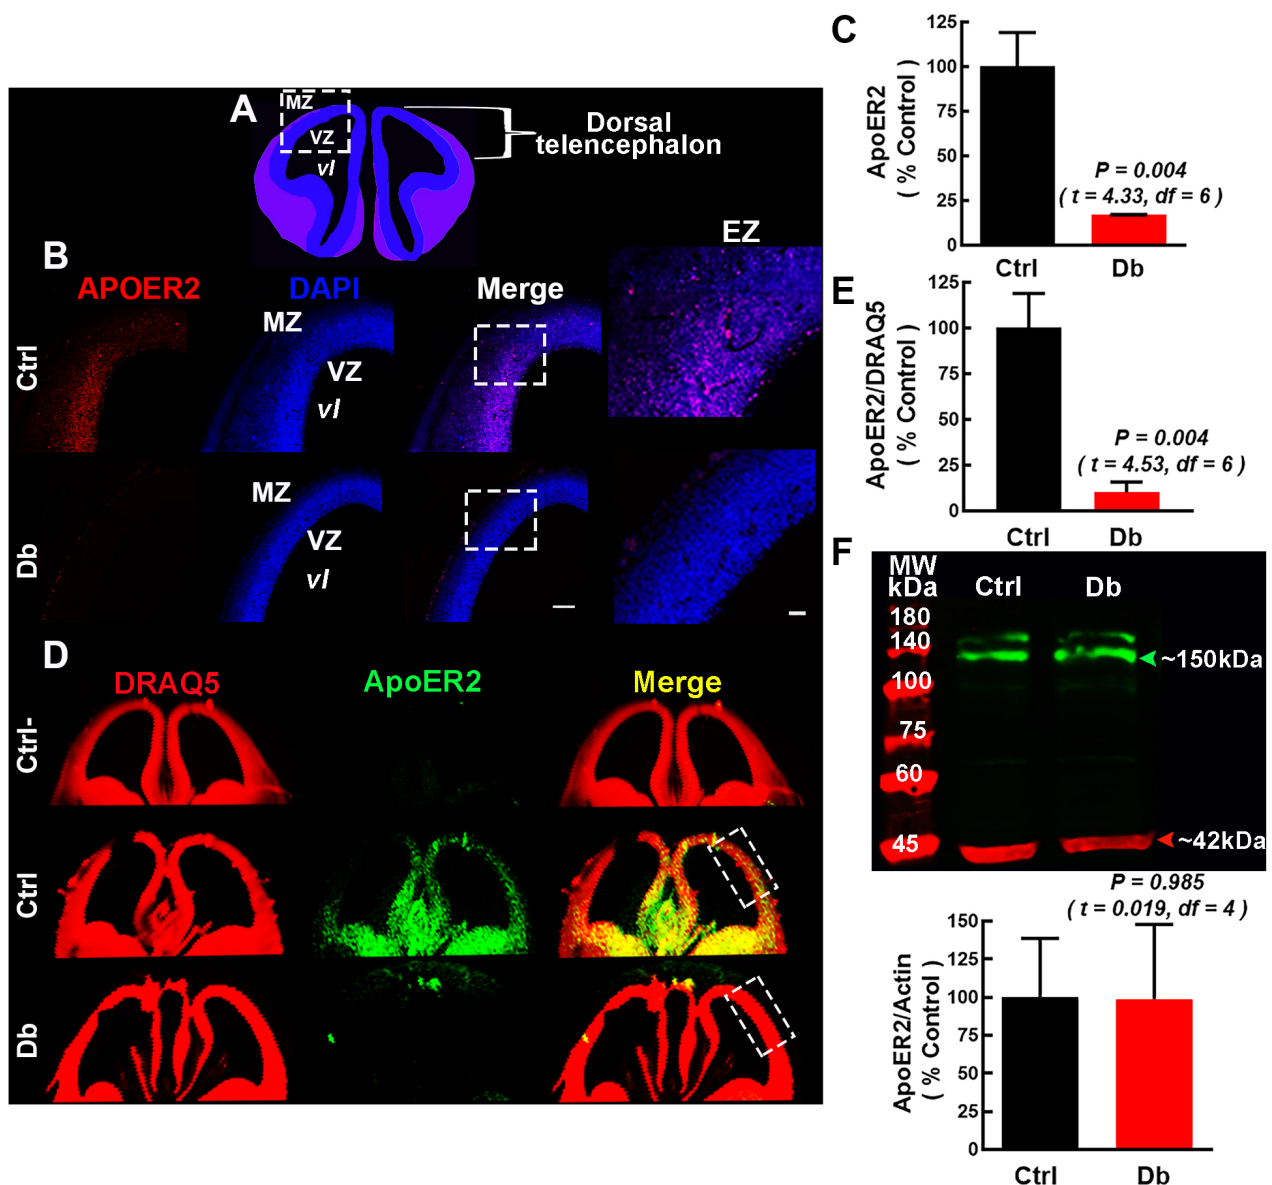 A
MZ
VZ
vl
Dorsal
telencephalon
B
APOER2
DAPI
Merge
EZ
Ctrl
MZ
VZ
vl
Db
MZ
VZ
vl
C
ApoER2
( % Control )
125
100
75
50
25
0
P = 0.004
( t = 4.33, df = 6 )
Ctrl
Db
D
DRAQ5
ApoER2
Merge
Ctrl-
Ctrl
Db
E
ApoER2/DRAQ5
( % Control )
125
100
75
50
25
0
P = 0.004
( t = 4.53, df = 6 )
Ctrl
Db
F
MW
kDa
Ctrl
Db
180
140
100
75
60
45
~150kDa
~42kDa
P = 0.985
( t = 0.019, df = 4 )
ApoER2/Actin
( % Control )
150
125
100
75
50
25
0
Ctrl
Db